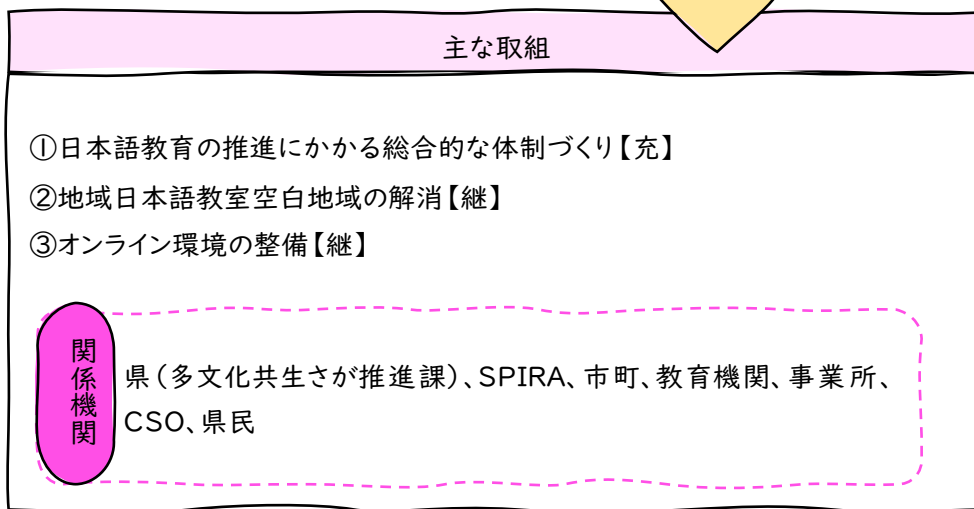 主な取組
①日本語教育の推進にかかる総合的な体制づくり【充】
②地域日本語教室空白地域の解消【継】
③オンライン環境の整備【継】
関係機関
県(多文化共生さが推進課)、SPIRA、市町、教育機関、事業所、
CSO、県民